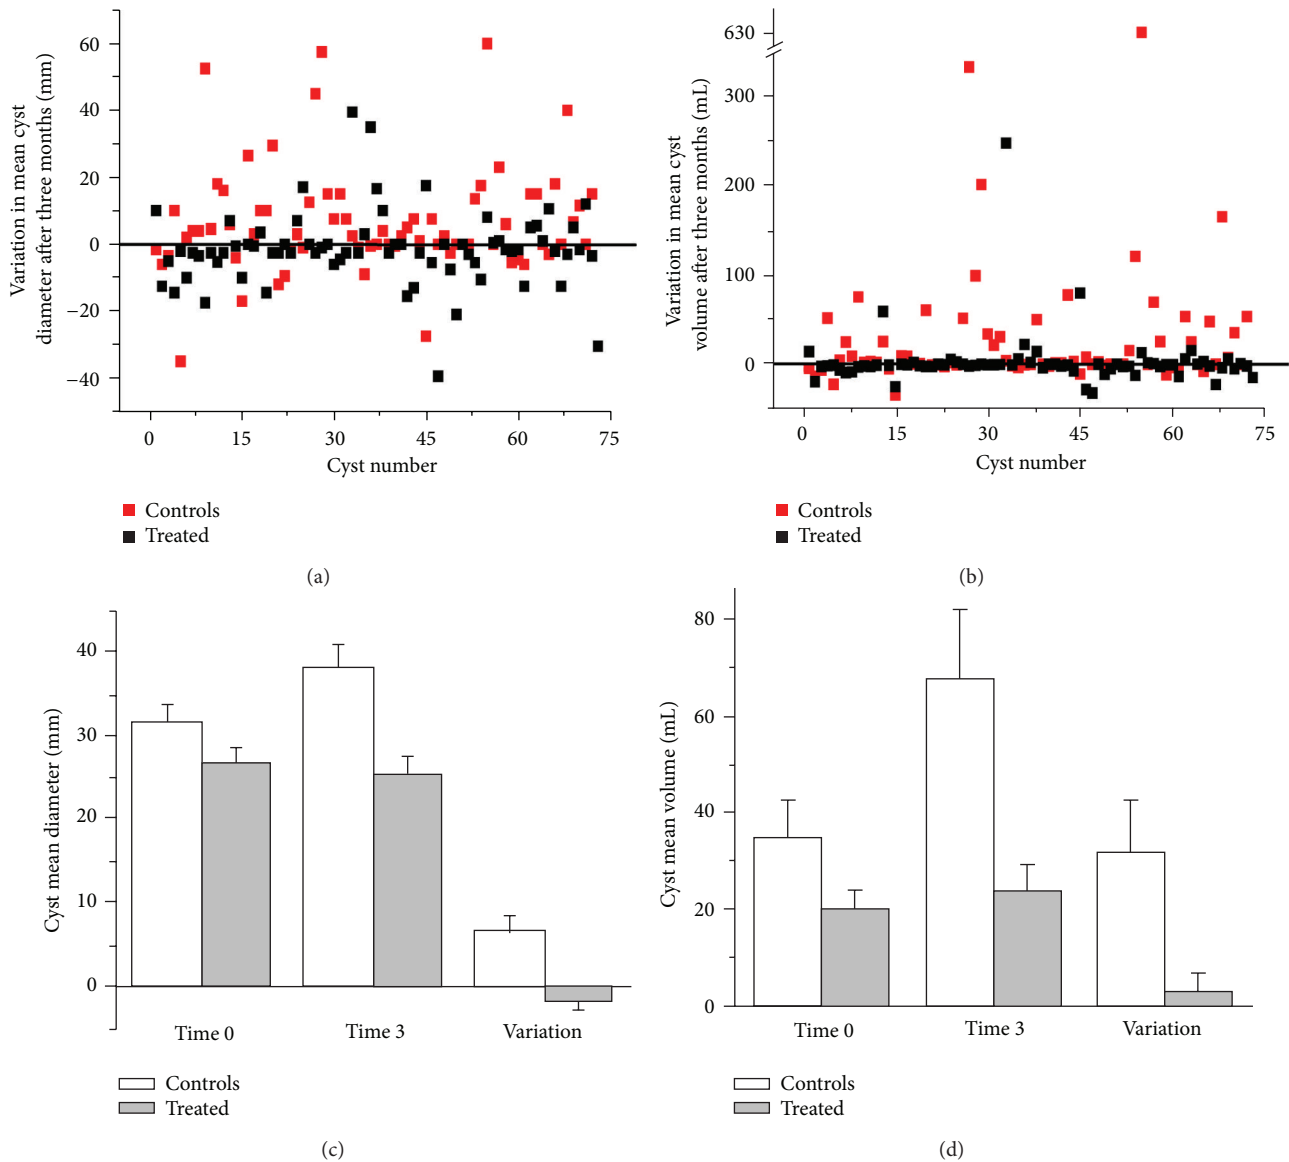 Variation in mean cyst
diameter after three months (mm)
60
40
20
0
−20
−40
0 15 30 45 60 75
Cyst number
Controls
Treated
(a)
Variation in mean cyst
volume after three months (mL)
630
300
200
100
0
0 15 30 45 60 75
Cyst number
Controls
Treated
(b)
Cyst mean diameter (mm)
40
30
20
10
0
Time 0 Time 3 Variation
Controls
Treated
(c)
Cyst mean volume (mL)
80
60
40
20
0
Time 0 Time 3 Variation
Controls
Treated
(d)